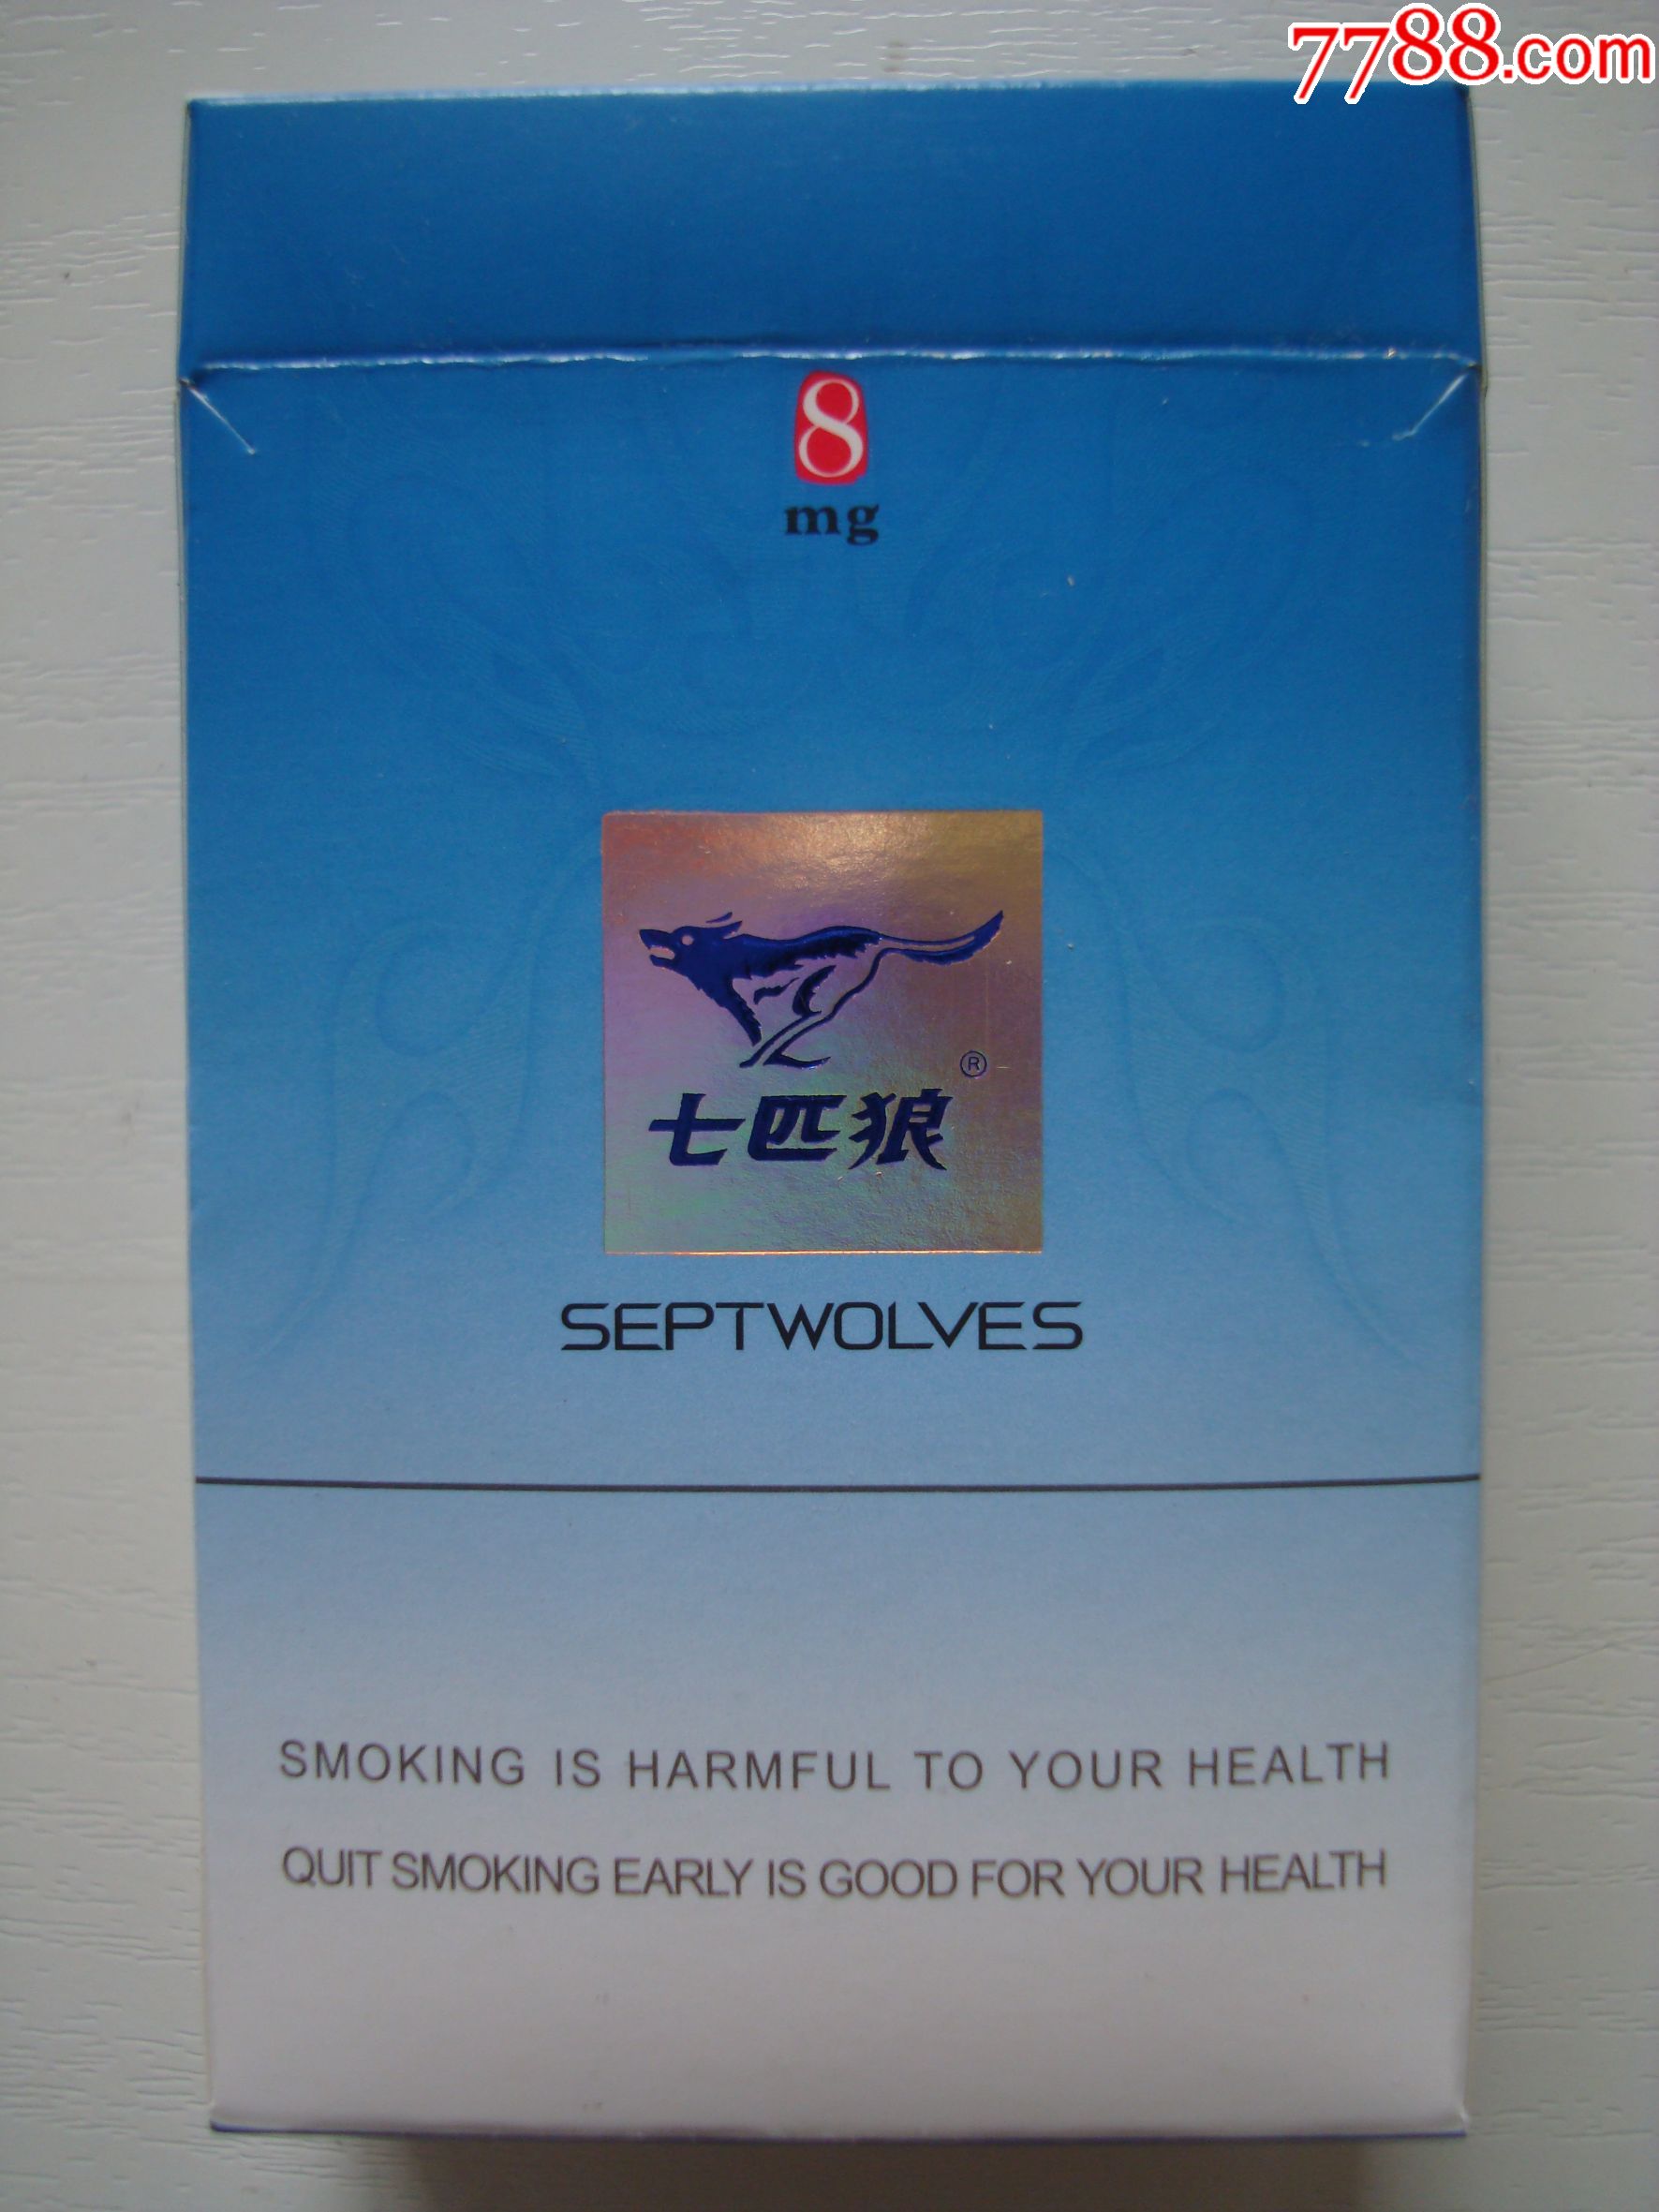 7788.com
8
mg
®
七匹狼
SEPTWOLVES
SMOKING IS HARMFUL TO YOUR HEALTH
QUIT SMOKING EARLY IS GOOD FOR YOUR HEALTH